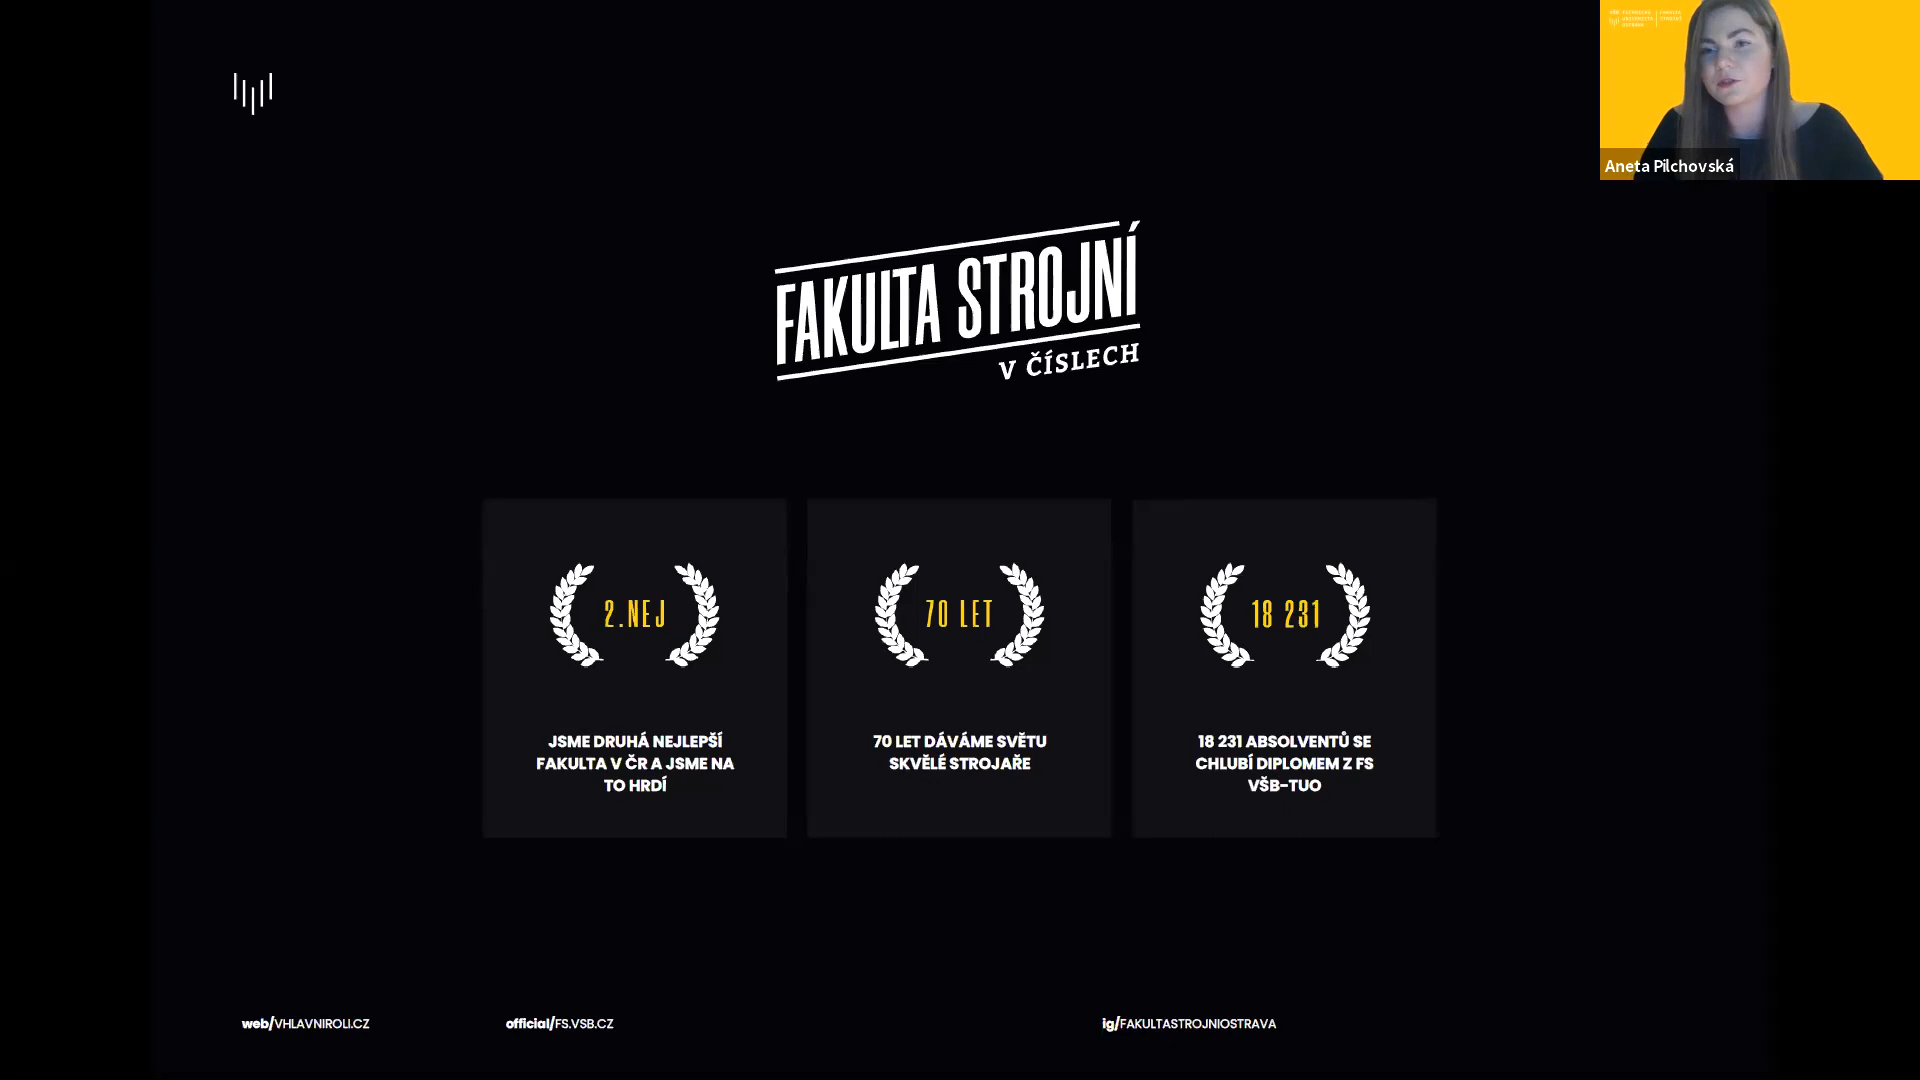 Aneta Pilchovská
FAKULTA STROJNÍ
V ČÍSLECH
2.NEJ
JSME DRUHÁ NEJLEPŠÍ
FAKULTA V ČR A JSME NA
TO HRDÍ
70 LET
70 LET DÁVÁME SVĚTU
SKVĚLÉ STROJAŘE
18 231
18 231 ABSOLVENTŮ SE
CHLUBÍ DIPLOMEM Z FS
VŠB-TUO
web/VHLAVNIROLI.CZ
official/FS.VSB.CZ
ig/FAKULTASTROJNIOSTRAVA